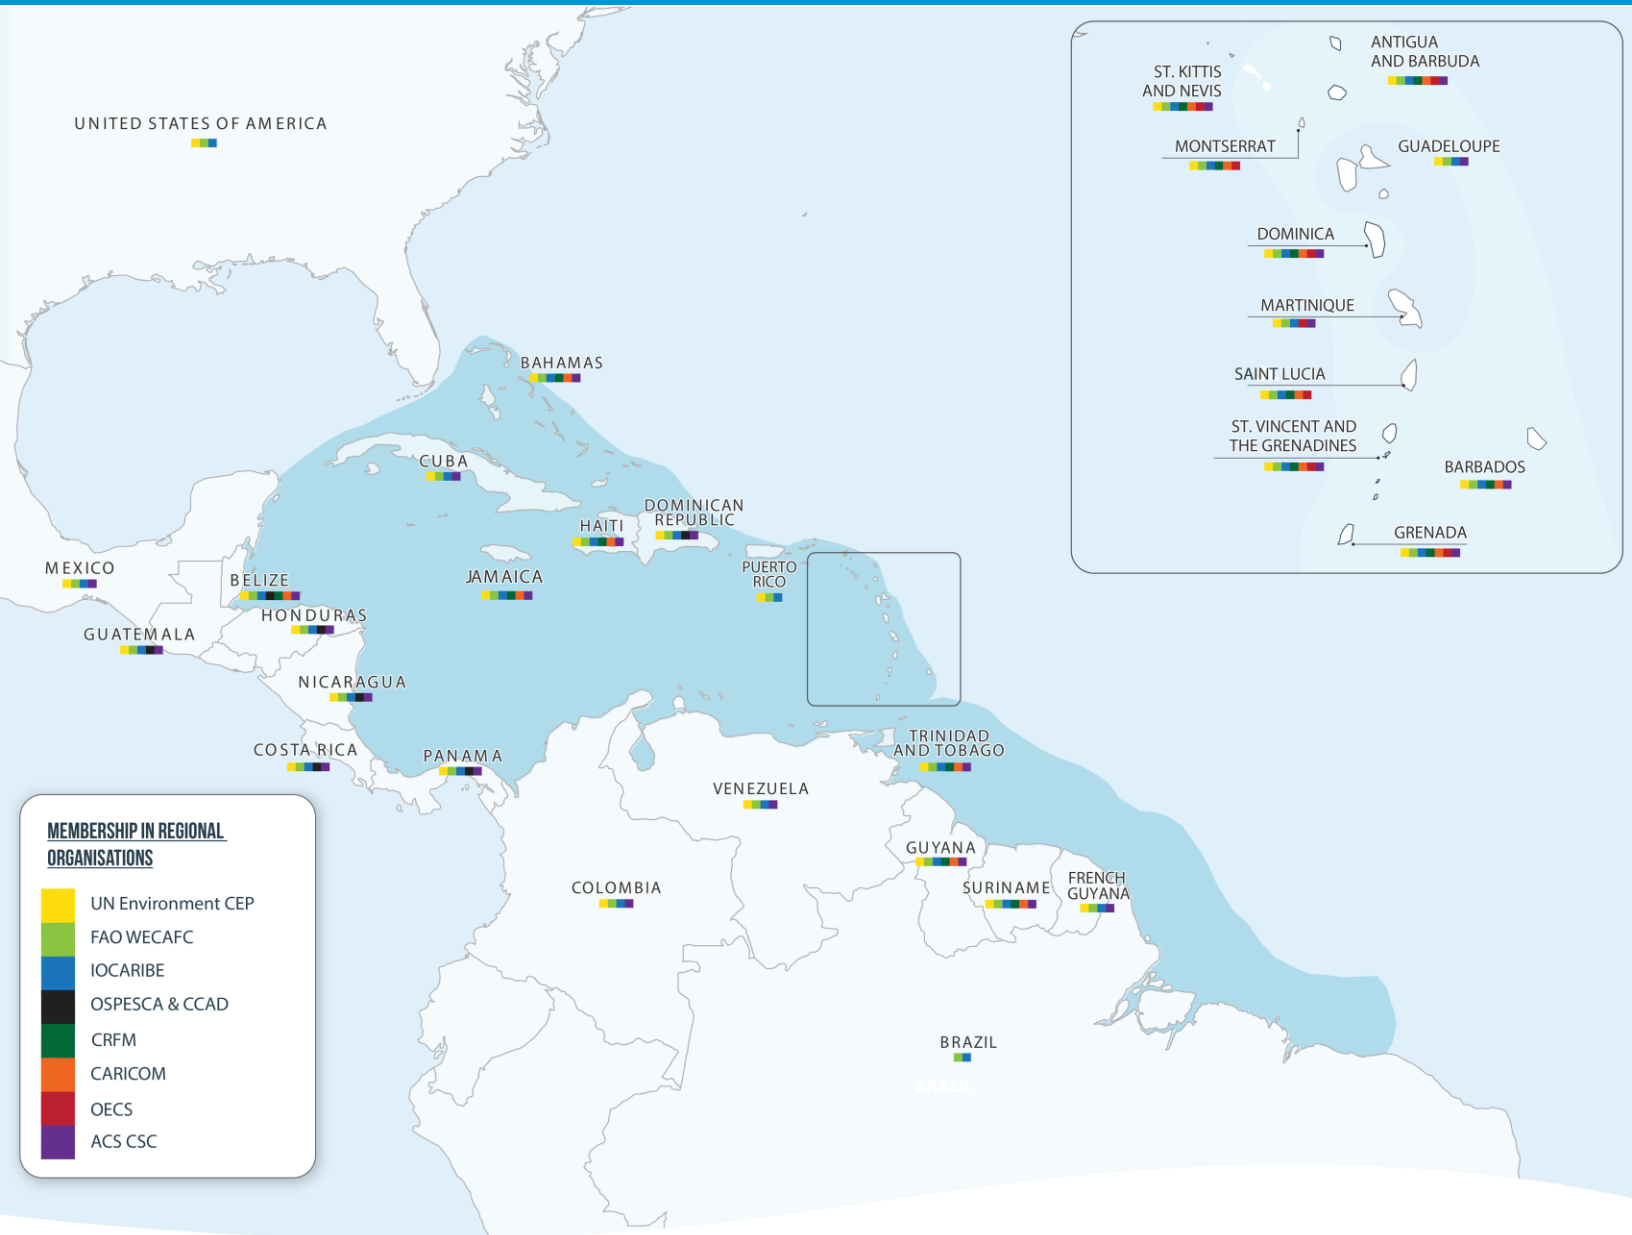 UNITED STATES OF AMERICA
BAHAMAS
CUBA
HAITI
DOMINICAN
REPUBLIC
JAMAICA
PUERTO
RICO
MEXICO
BELIZE
HONDURAS
GUATEMALA
NICARAGUA
COSTA RICA
PANAMA
TRINIDAD
AND TOBAGO
VENEZUELA
GUYANA
COLOMBIA
SURINAME
FRENCH
GUYANA
BRAZIL
BRAZIL
ST. KITTIS
AND NEVIS
ANTIGUA
AND BARBUDA
MONTSERRAT
GUADELOUPE
DOMINICA
MARTINIQUE
SAINT LUCIA
ST. VINCENT AND
THE GRENADINES
BARBADOS
GRENADA
MEMBERSHIP IN REGIONAL
ORGANISATIONS
UN Environment CEP
FAO WECAFC
IOCARIBE
OSPESCA & CCAD
CRFM
CARICOM
OECS
ACS CSC